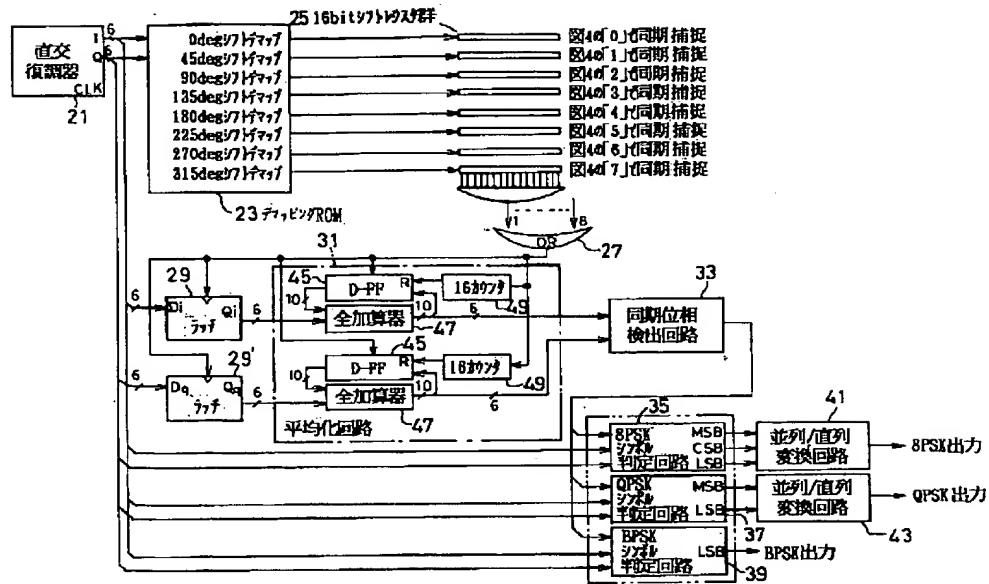 25 16bitシフトレジスタ群
直交
復調器
I
Q
CLK
21
6
6
0degシフトデマップ
45degシフトデマップ
90degシフトデマップ
135degシフトデマップ
180degシフトデマップ
225degシフトデマップ
270degシフトデマップ
315degシフトデマップ
23 デマッピングROM
図4の「0」で同期捕捉
図4の「1」で同期捕捉
図4の「2」で同期捕捉
図4の「3」で同期捕捉
図4の「4」で同期捕捉
図4の「5」で同期捕捉
図4の「6」で同期捕捉
図4の「7」で同期捕捉
1
8
OR
27
31
29
6
Di
Qi
ラッチ
6
45
D-FF
R
10
10
全加算器
47
16カウンタ
49
6
33
同期位相
検出回路
29'
6
Dq
Qq
ラッチ
6
45
D-FF
R
10
10
全加算器
47
16カウンタ
49
6
平均化回路
35
8PSK
シンボル
判定回路
MSB
CSB
LSB
41
並列/直列
変換回路
8PSK出力
QPSK
シンボル
判定回路
MSB
LSB
37
並列/直列
変換回路
43
QPSK出力
BPSK
シンボル
判定回路
LSB
39
BPSK出力